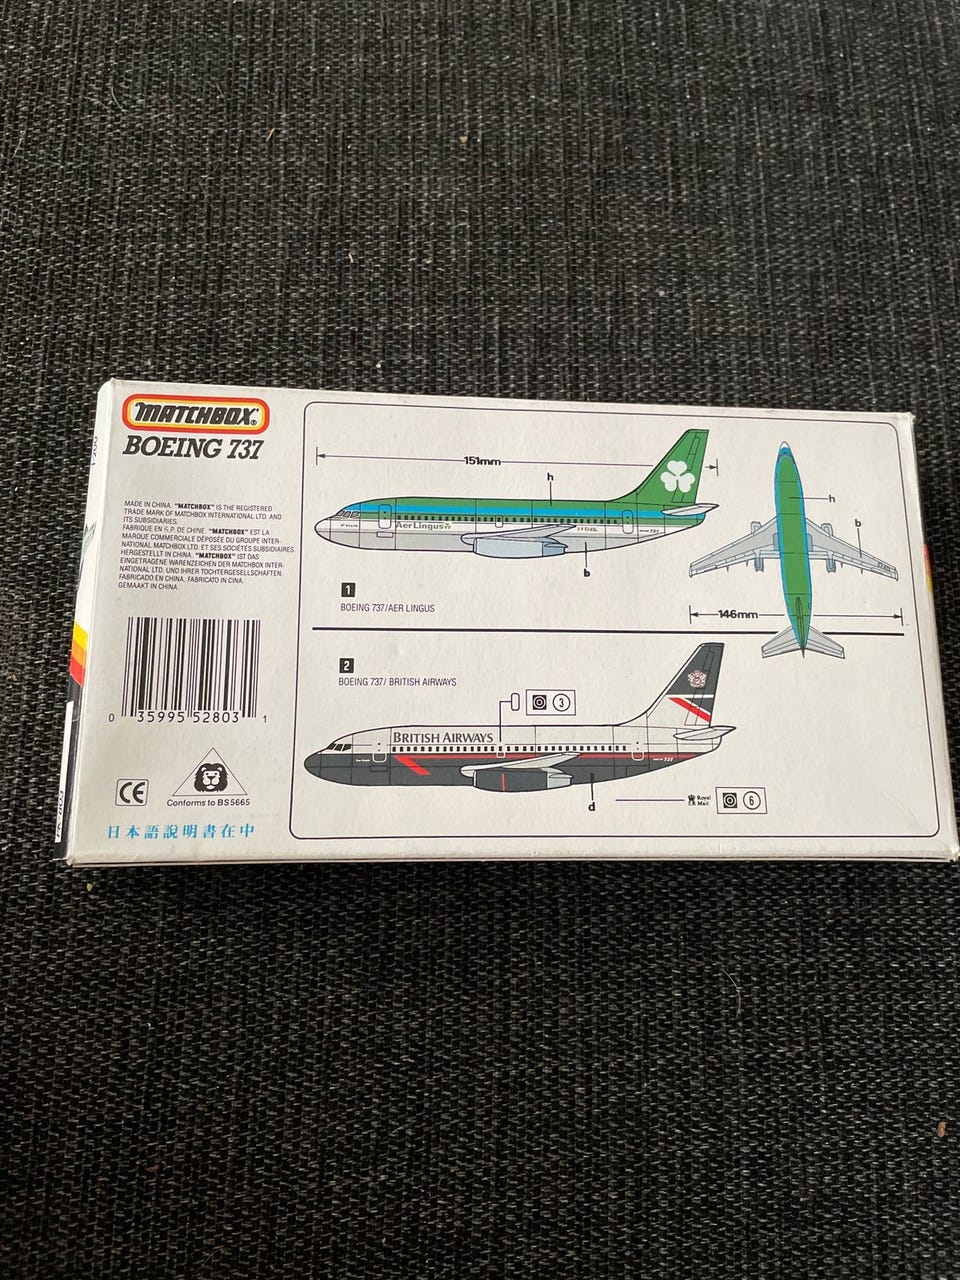 MATCHBOX®
BOEING 737
MADE IN CHINA. "MATCHBOX" IS THE REGISTERED
TRADE MARK OF MATCHBOX INTERNATIONAL LTD. AND
ITS SUBSIDIARIES.
FABRIQUE EN R.P. DE CHINE. "MATCHBOX" EST LA
MARQUE COMMERCIALE DÉPOSÉE DU GROUPE INTER-
NATIONAL MATCHBOX LTD. ET SES SOCIÉTÉS SUBSIDIAIRES.
HERGESTELLT IN CHINA. "MATCHBOX" IST DAS
EINGETRAGENE WARENZEICHEN DER MATCHBOX INTER-
NATIONAL LTD. UND IHRER TOCHTERGESELLSCHAFTEN.
FABRICADO EN CHINA. FABRICATO IN CINA.
GEMAAKT IN CHINA.
0 35995 52803 1
CE
Conforms to BS5665
日本語説明書在中
151mm
h
AerLingus
737
b
1
BOEING 737/AER LINGUS
h
b
146mm
2
BOEING 737/ BRITISH AIRWAYS
3
BRITISH AIRWAYS
737
d
Royal
Mail
6